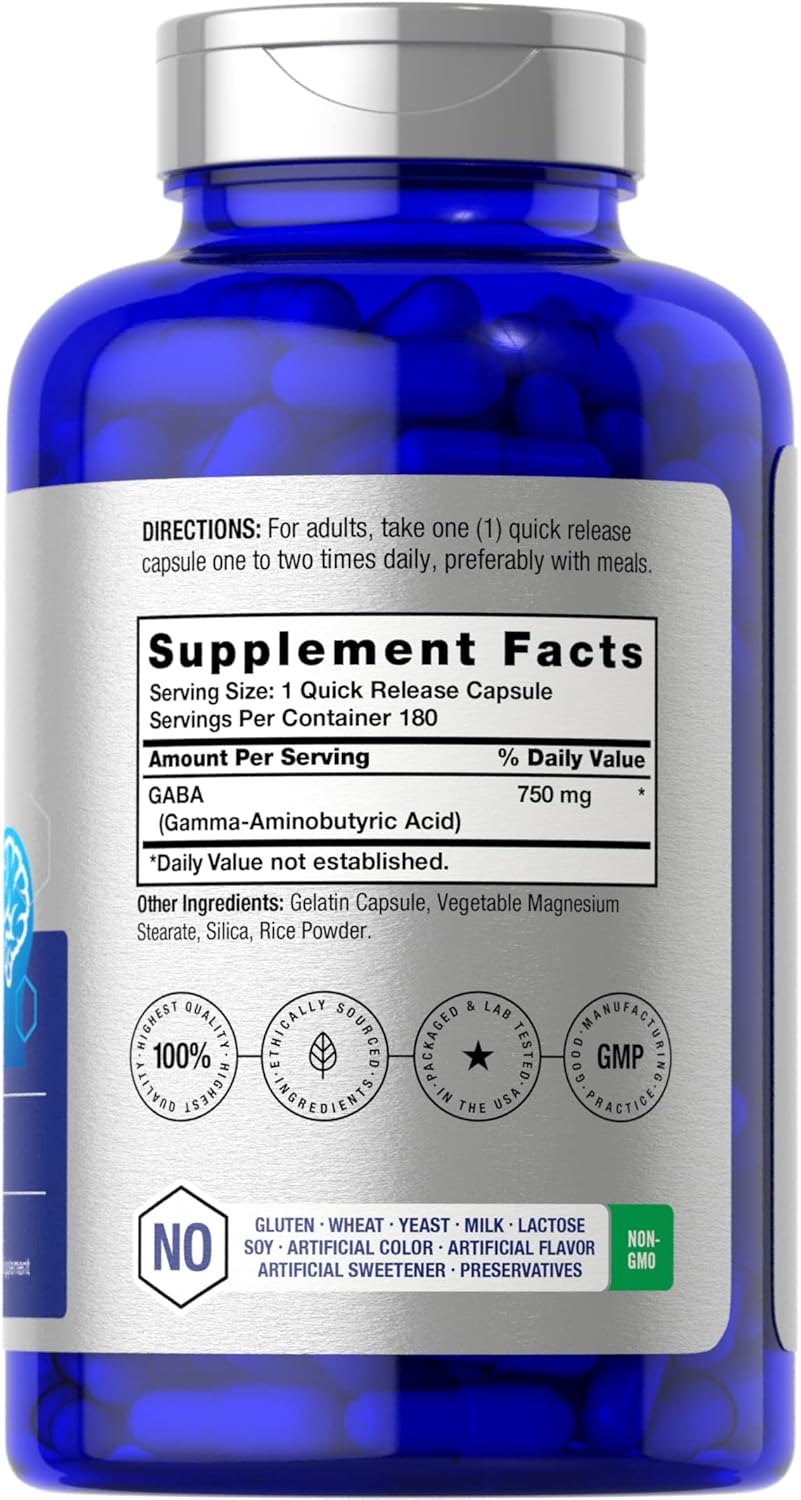 DIRECTIONS: For adults, take one (1) quick release
capsule one to two times daily, preferably with meals.
Supplement Facts
Serving Size: 1 Quick Release Capsule
Servings Per Container 180
Amount Per Serving % Daily Value
GABA 750 mg *
(Gamma-Aminobutyric Acid)
*Daily Value not established.
Other Ingredients: Gelatin Capsule, Vegetable Magnesium
Stearate, Silica, Rice Powder.
HIGHEST QUALITY · HIGHEST QUALITY ·
100%
· ETHICALLY SOURCED · INGREDIENTS
· PACKAGED & LAB TESTED · IN THE USA
GOOD · MANUFACTURING · PRACTICE ·
GMP
NO
GLUTEN · WHEAT · YEAST · MILK · LACTOSE
SOY · ARTIFICIAL COLOR · ARTIFICIAL FLAVOR
ARTIFICIAL SWEETENER · PRESERVATIVES
NON-
GMO